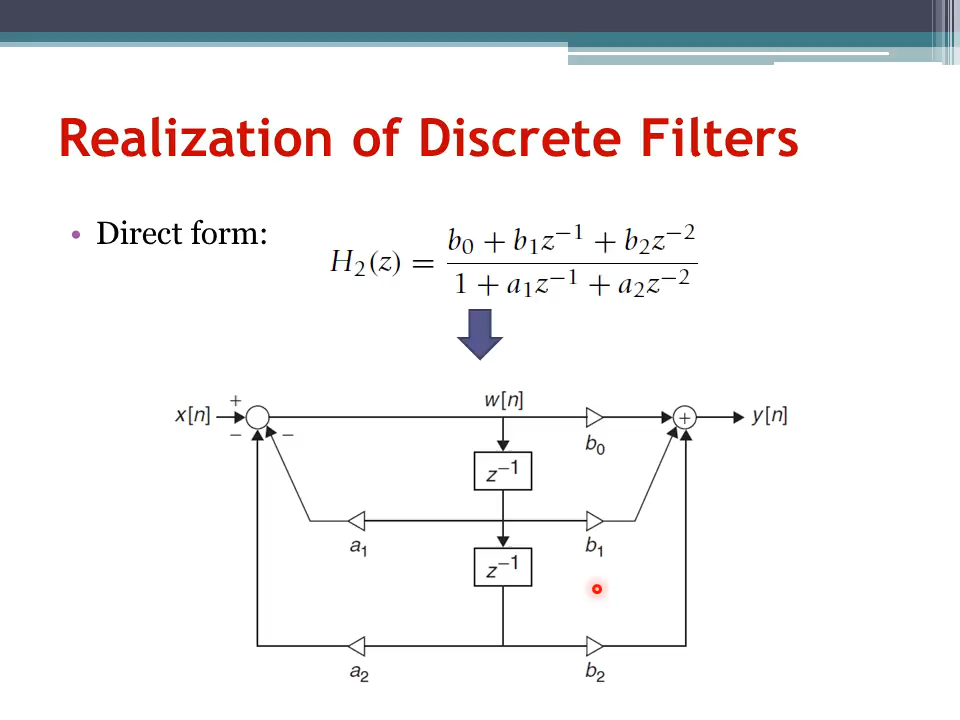 Realization of Discrete Filters
• Direct form:
H₂(z) = (b₀ + b₁z⁻¹ + b₂z⁻²) / (1 + a₁z⁻¹ + a₂z⁻²)
x[n] + − − w[n] b₀ + y[n]
z⁻¹
a₁ b₁
z⁻¹
a₂ b₂